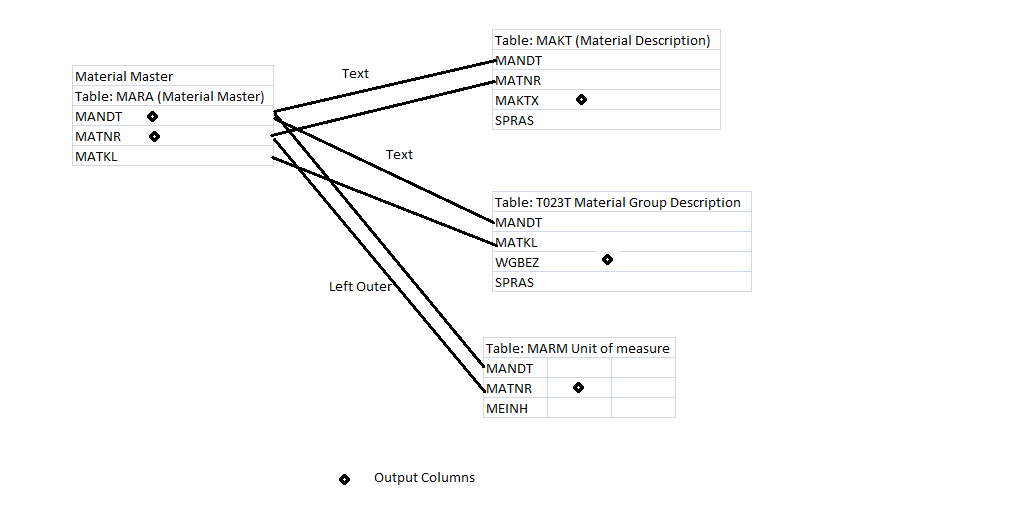 Material Master
Table: MARA (Material Master)
MANDT
MATNR
MATKL
Text
Text
Left Outer
Table: MAKT (Material Description)
MANDT
MATNR
MAKTX
SPRAS
Table: T023T Material Group Description
MANDT
MATKL
WGBEZ
SPRAS
Table: MARM Unit of measure
MANDT
MATNR
MEINH
Output Columns